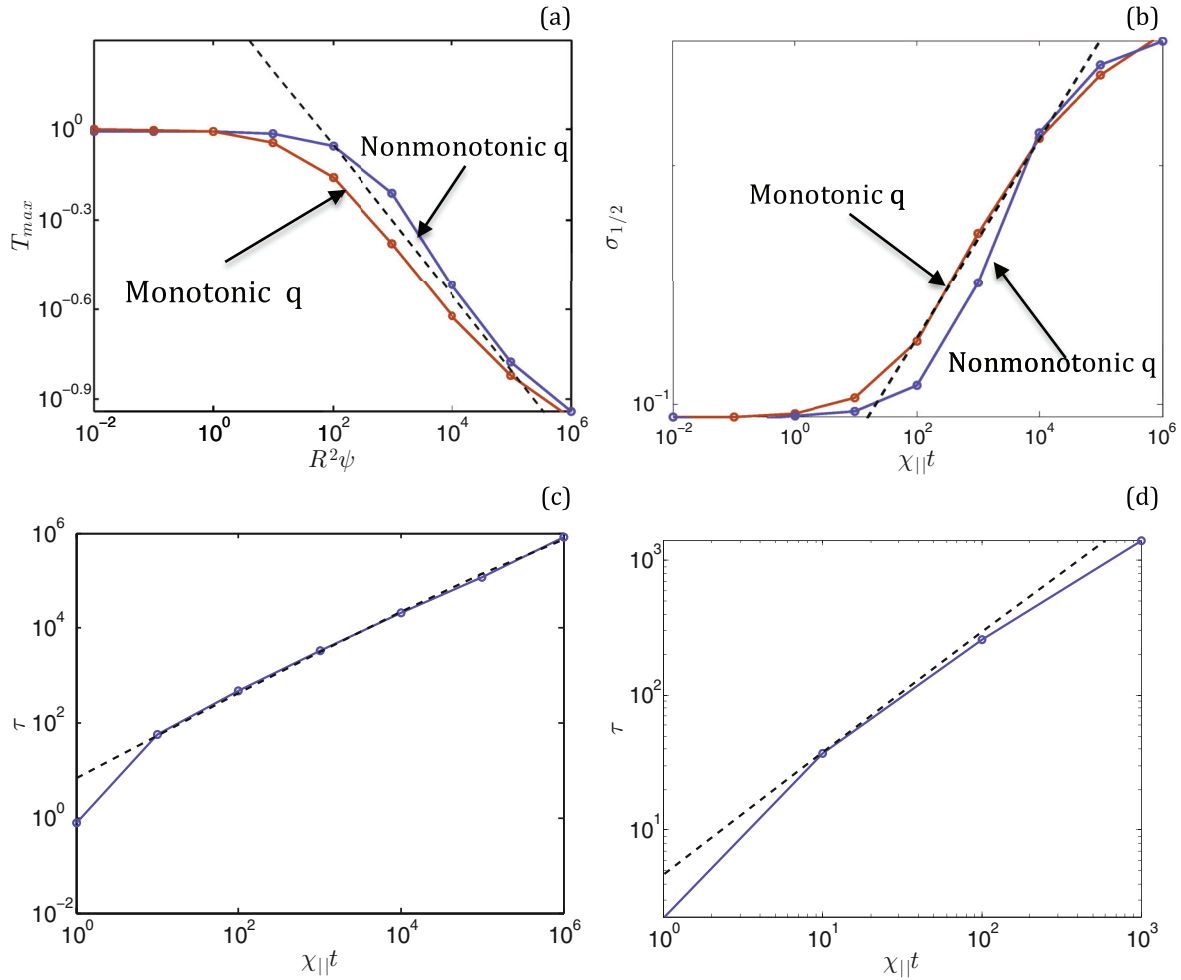 (a)
10^0
10^-0.3
10^-0.6
10^-0.9
T_max
Nonmonotonic q
Monotonic q
10^-2 10^0 10^2 10^4 10^6
R^2ψ
(b)
σ_1/2
10^-1
Monotonic q
Nonmonotonic q
10^-2 10^0 10^2 10^4 10^6
χ_||t
(c)
10^6
10^4
10^2
10^0
10^-2
τ
10^0 10^2 10^4 10^6
χ_||t
(d)
10^3
10^2
10^1
τ
10^0 10^1 10^2 10^3
χ_||t